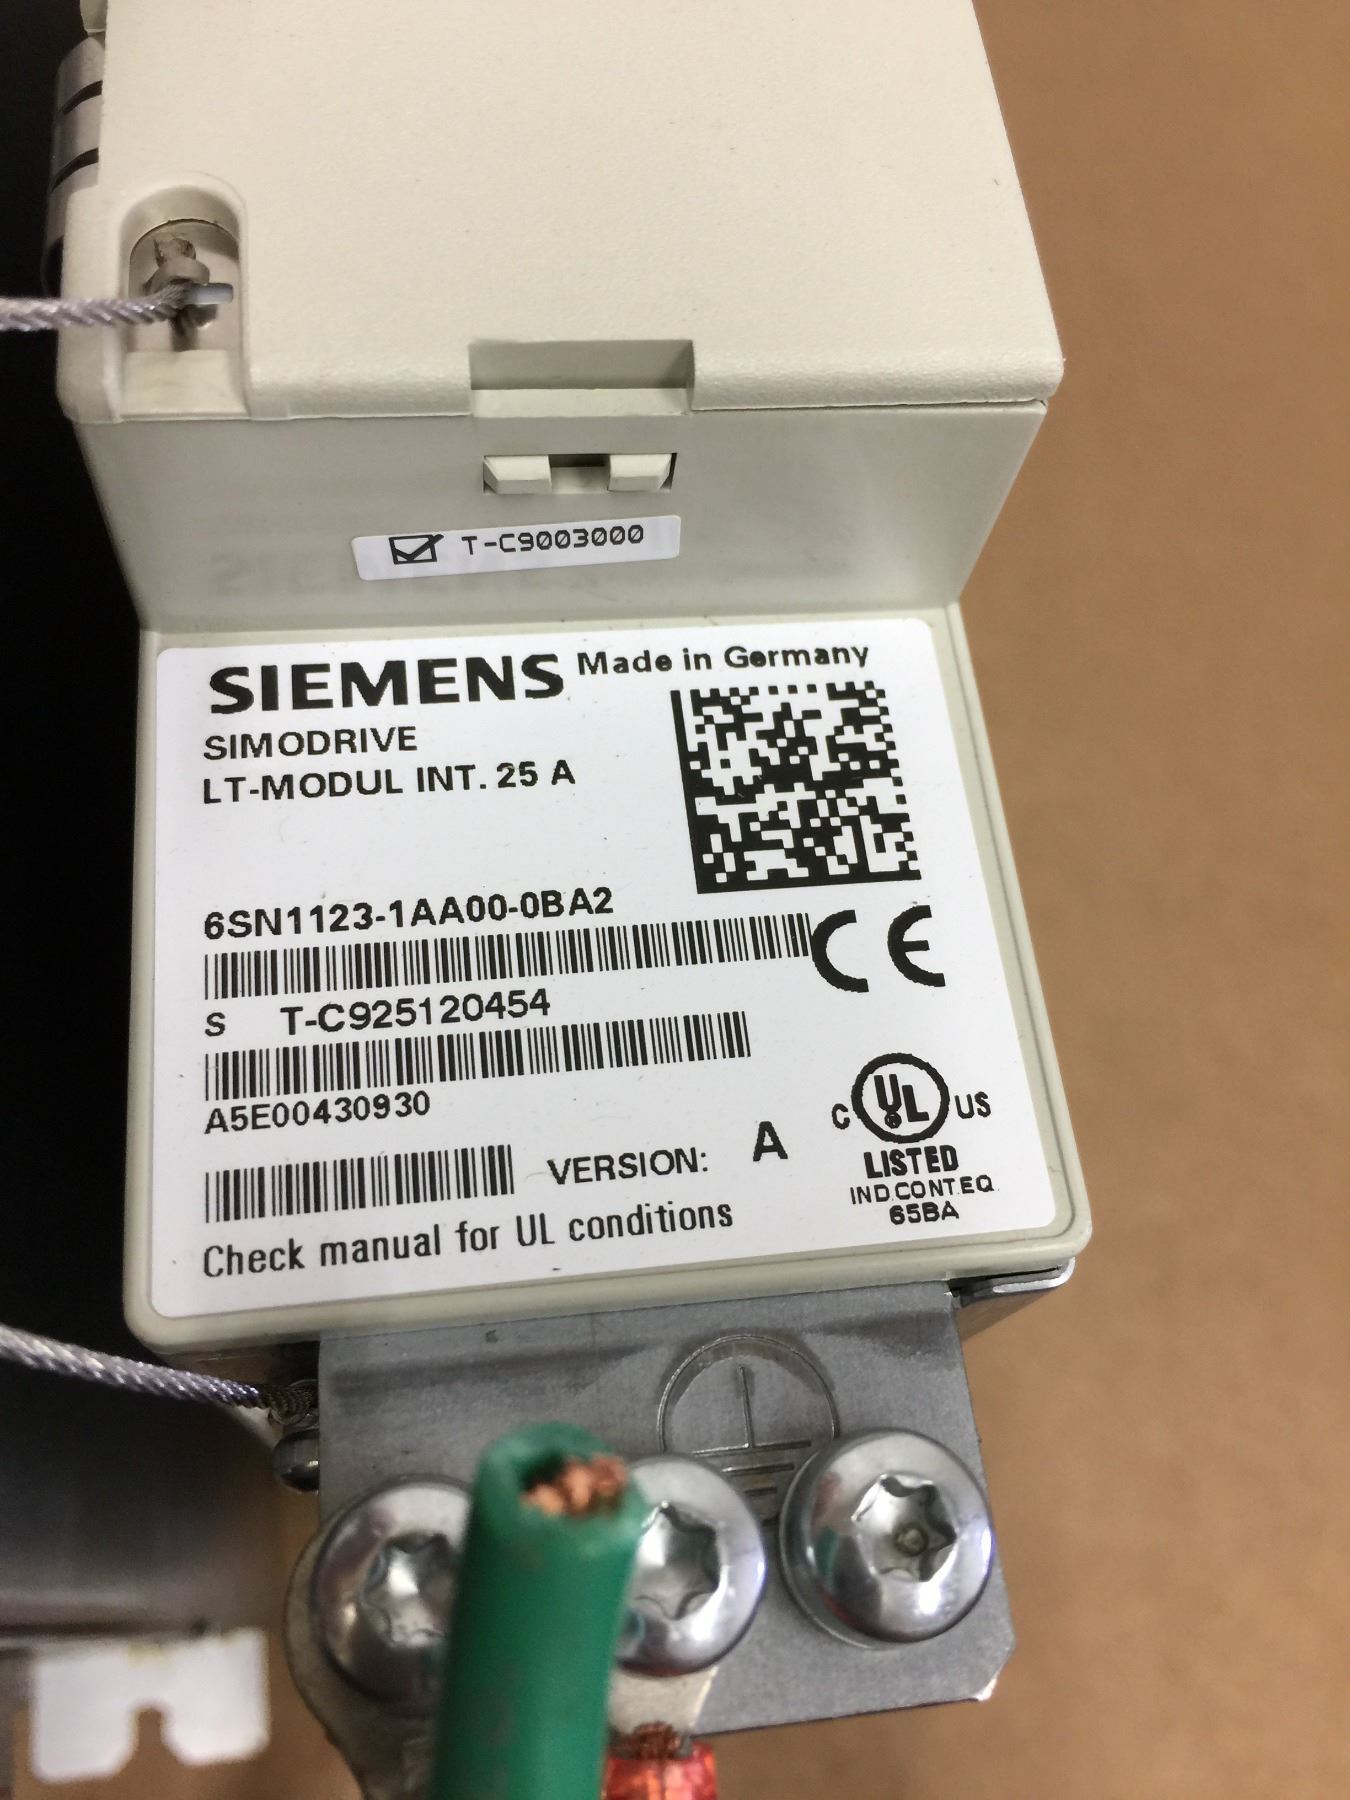 T-C9003000
SIEMENS Made in Germany
SIMODRIVE
LT-MODUL INT. 25 A
6SN1123-1AA00-0BA2
CE
S T-C925120454
A5E00430930
VERSION: A
C UL US
LISTED
IND.CONT.EQ.
65BA
Check manual for UL conditions